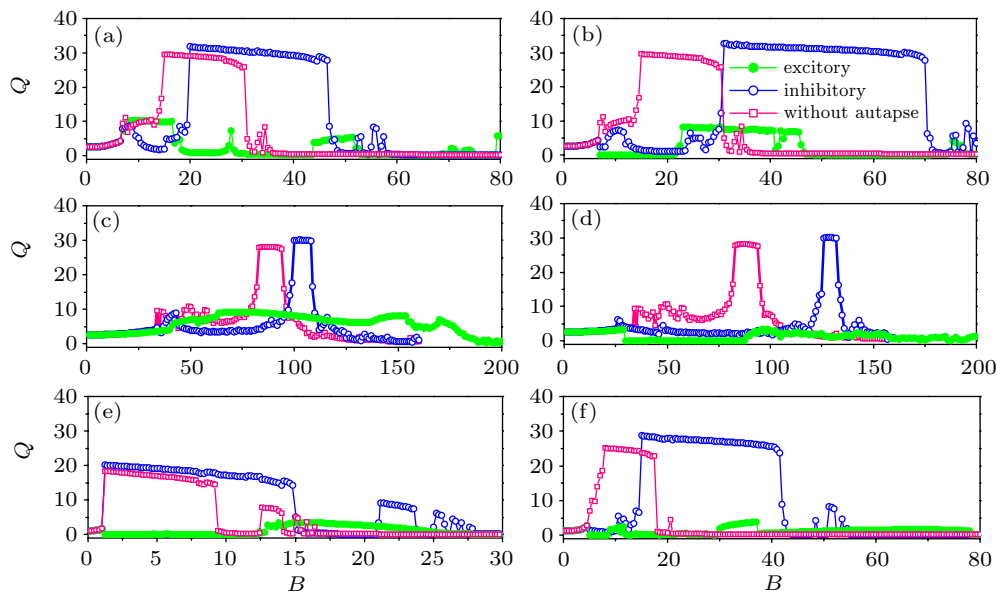 40 (a) 40 (b)
30 30
Q 20 20 excitory
inhibitory
10 10 without autapse
0 0
0 20 40 60 80 0 20 40 60 80
40 (c) 40 (d)
30 30
Q 20 20
10 10
0 0
0 50 100 150 200 0 50 100 150 200
40 (e) 40 (f)
30 30
Q 20 20
10 10
0 0
0 5 10 15 20 25 30 0 20 40 60 80
B B